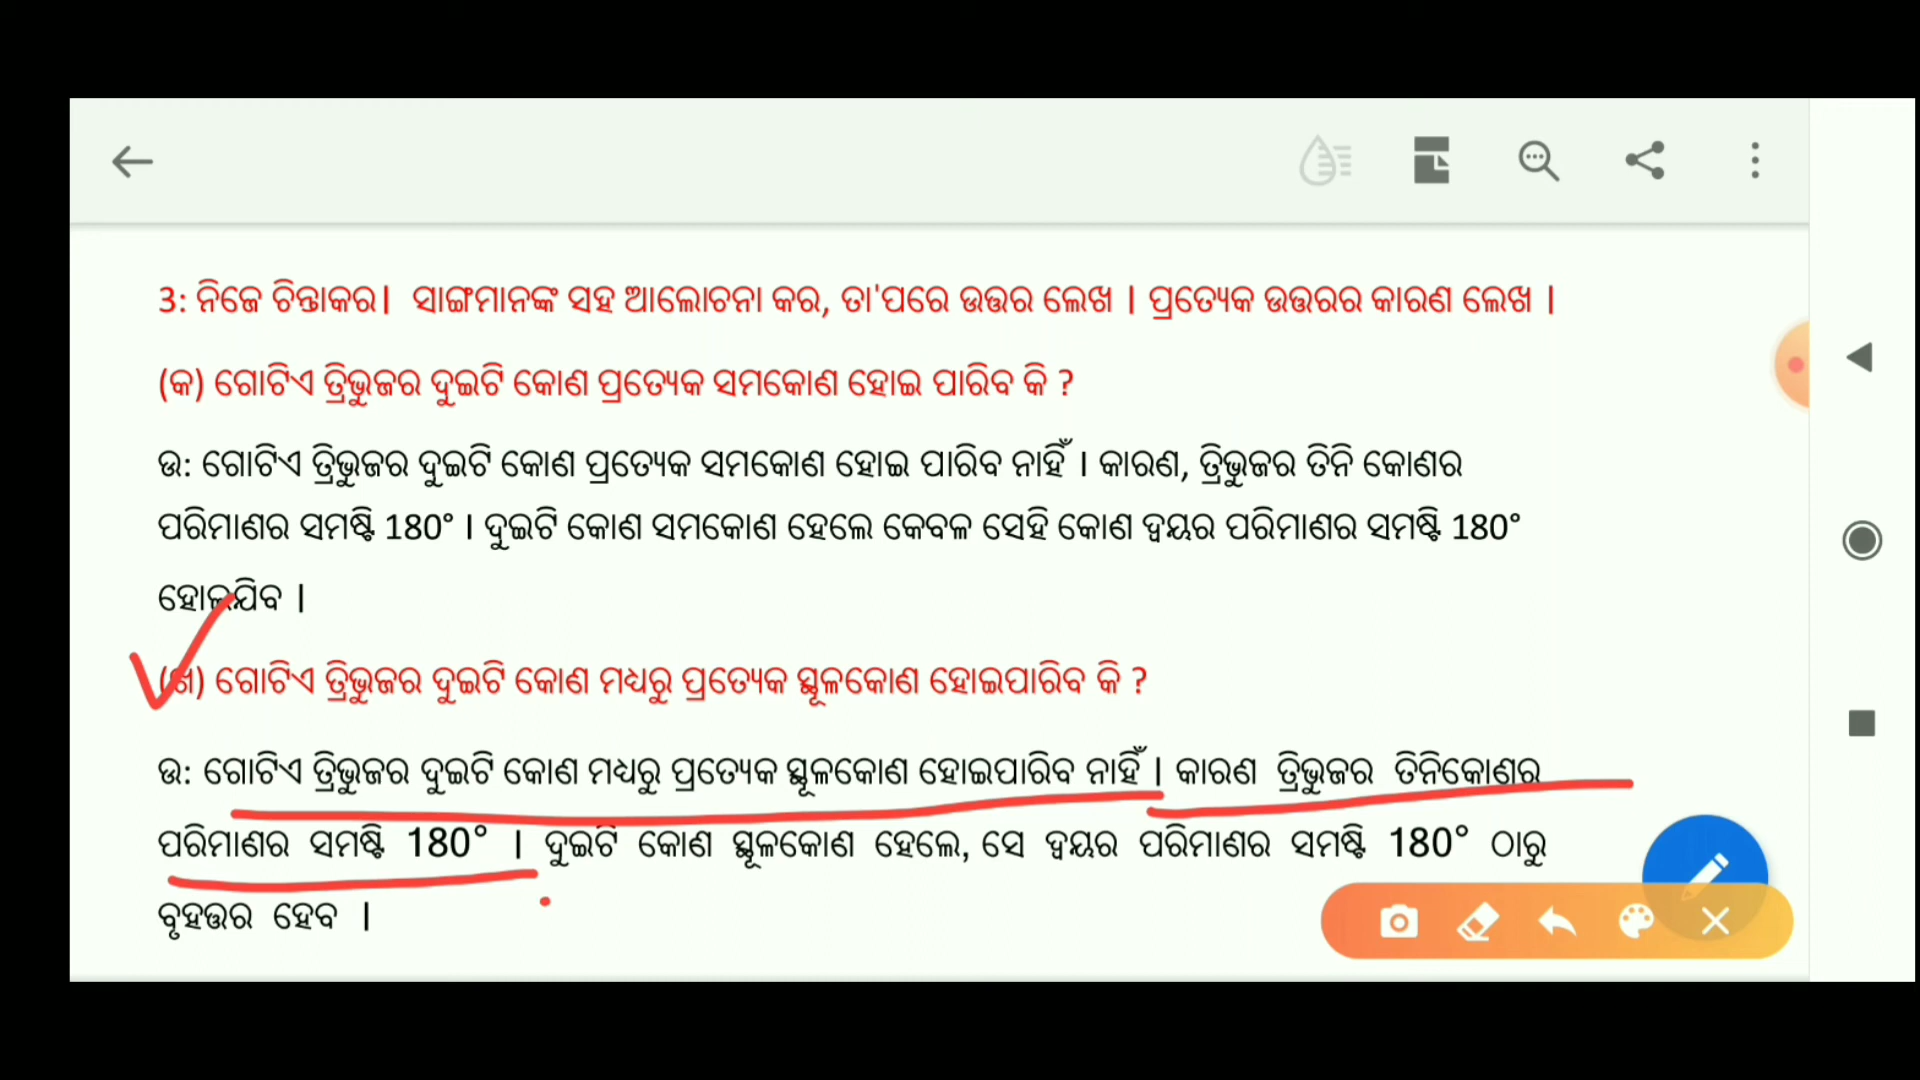 3: ନିଜେ ଚିନ୍ତାକର। ସାଙ୍ଗମାନଙ୍କ ସହ ଆଲୋଚନା କର, ତା'ପରେ ଉତ୍ତର ଲେଖ । ପ୍ରତ୍ୟେକ ଉତ୍ତରର କାରଣ ଲେଖ ।
(କ) ଗୋଟିଏ ତ୍ରିଭୁଜର ଦୁଇଟି କୋଣ ପ୍ରତ୍ୟେକ ସମକୋଣ ହୋଇ ପାରିବ କି ?
ଉ: ଗୋଟିଏ ତ୍ରିଭୁଜର ଦୁଇଟି କୋଣ ପ୍ରତ୍ୟେକ ସମକୋଣ ହୋଇ ପାରିବ ନାହିଁ । କାରଣ, ତ୍ରିଭୁଜର ତିନି କୋଣର
ପରିମାଣର ସମଷ୍ଟି 180° । ଦୁଇଟି କୋଣ ସମକୋଣ ହେଲେ କେବଳ ସେହି କୋଣ ଦ୍ୱୟର ପରିମାଣର ସମଷ୍ଟି 180°
ହୋଇଯିବ ।
(ଖ) ଗୋଟିଏ ତ୍ରିଭୁଜର ଦୁଇଟି କୋଣ ମଧ୍ୟରୁ ପ୍ରତ୍ୟେକ ସ୍ଥୂଳକୋଣ ହୋଇପାରିବ କି ?
ଉ: ଗୋଟିଏ ତ୍ରିଭୁଜର ଦୁଇଟି କୋଣ ମଧ୍ୟରୁ ପ୍ରତ୍ୟେକ ସ୍ଥୂଳକୋଣ ହୋଇପାରିବ ନାହିଁ । କାରଣ ତ୍ରିଭୁଜର ତିନିକୋଣର
ପରିମାଣର ସମଷ୍ଟି 180° । ଦୁଇଟି କୋଣ ସ୍ଥୂଳକୋଣ ହେଲେ, ସେ ଦ୍ୱୟର ପରିମାଣର ସମଷ୍ଟି 180° ଠାରୁ
ବୃହତ୍ତର ହେବ ।